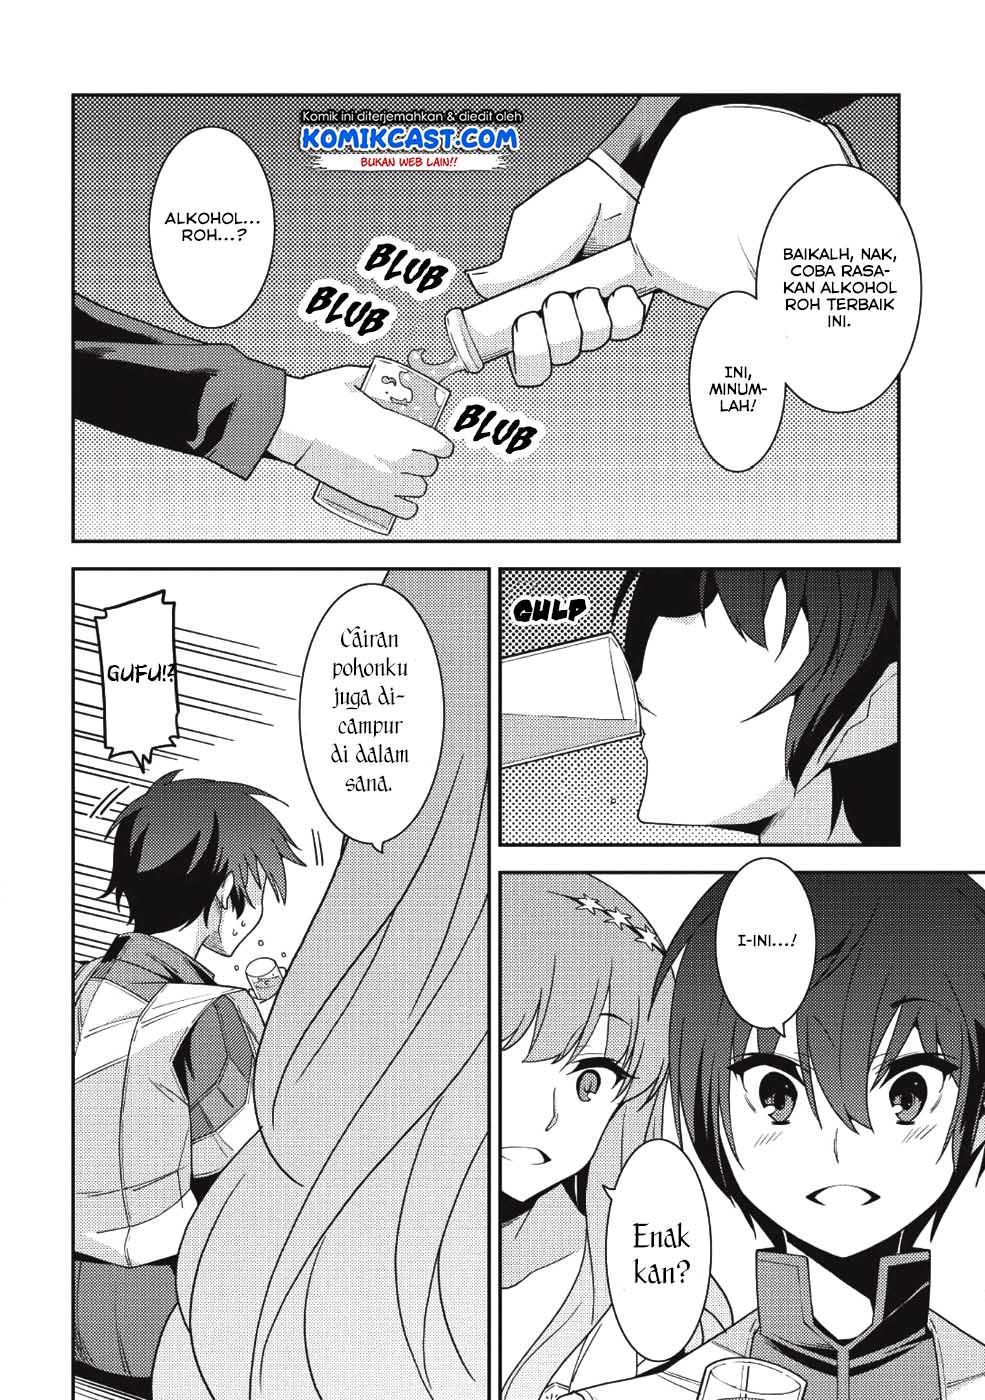 Komik ini diterjemahkan & diedit oleh
KOMIKCAST.COM
BUKAN WEB LAIN!!
BAIKALH, NAK,
COBA RASA-
KAN ALKOHOL
ROH TERBAIK
INI.
INI,
MINUM-
LAH!
ALKOHOL...
ROH...?
BLUB
BLUB
BLUB
GULP
I-INI...!
Enak
kan?
Cairan
pohonku
juga di-
campur
di dalam
sana.
GUFU!?